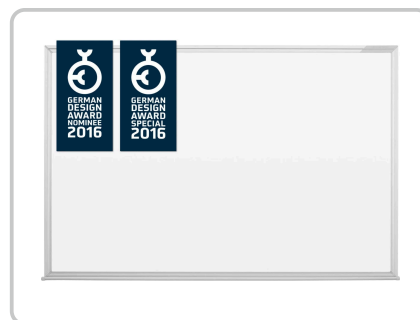 GERMAN
DESIGN
AWARD
NOMINEE
2016
GERMAN
DESIGN
AWARD
SPECIAL
2016